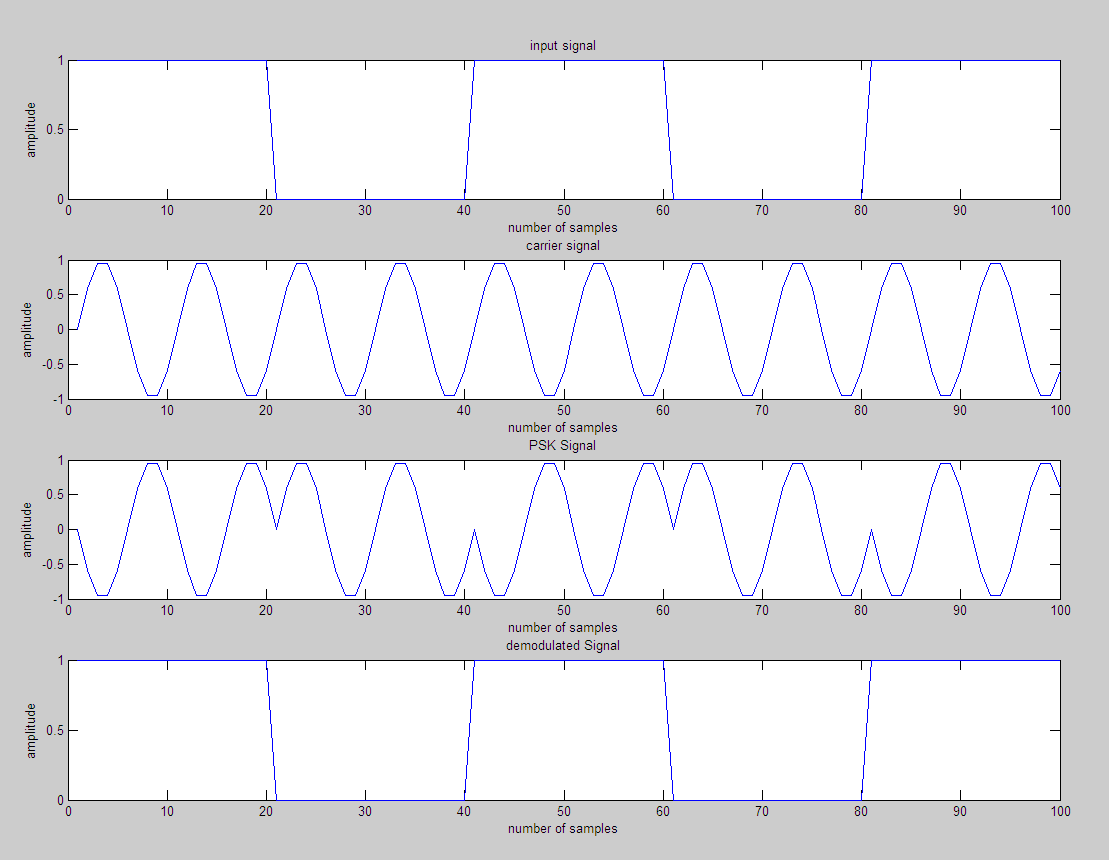 input signal
amplitude
1
0.5
0
0 10 20 30 40 50 60 70 80 90 100
number of samples
carrier signal
amplitude
1
0.5
0
-0.5
-1
0 10 20 30 40 50 60 70 80 90 100
number of samples
PSK Signal
amplitude
1
0.5
0
-0.5
-1
0 10 20 30 40 50 60 70 80 90 100
number of samples
demodulated Signal
amplitude
1
0.5
0
0 10 20 30 40 50 60 70 80 90 100
number of samples